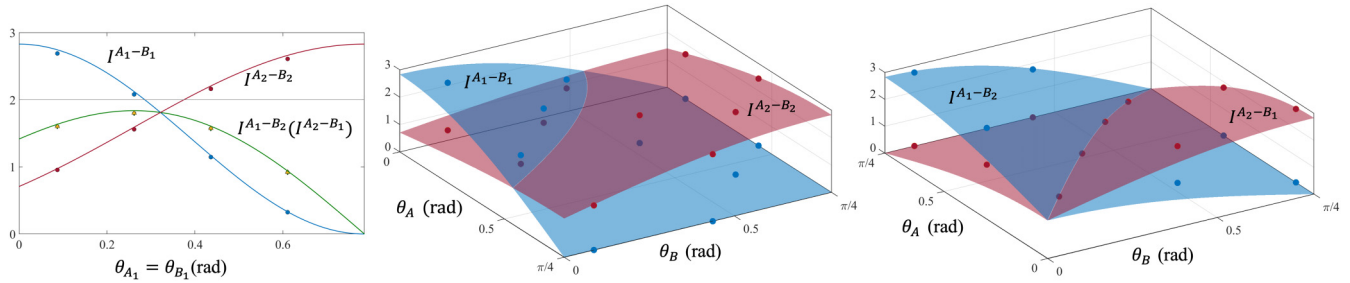 3
2
1
0
0
0.2
0.4
0.6
I^{A_1-B_1}
I^{A_2-B_2}
I^{A_1-B_2}(I^{A_2-B_1})
θ_{A_1} = θ_{B_1}(rad)
3
2
1
0
0
0.5
π/4
0
0.5
π/4
I^{A_1-B_1}
I^{A_2-B_2}
θ_A (rad)
θ_B (rad)
3
2
1
0
π/4
0.5
0
0
0.5
π/4
I^{A_1-B_2}
I^{A_2-B_1}
θ_A (rad)
θ_B (rad)